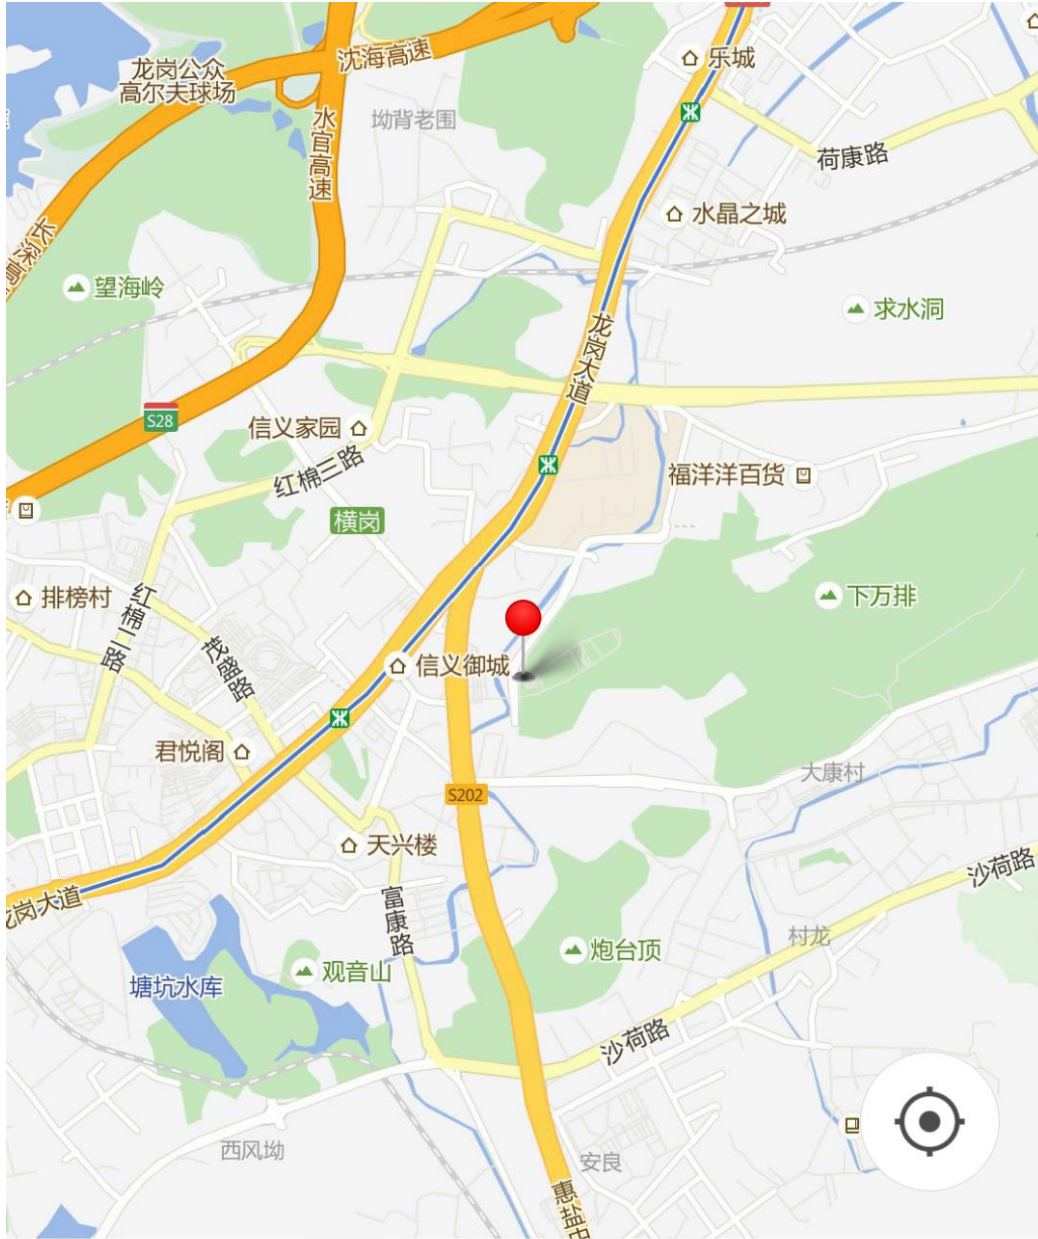 沈海高速
乐城
龙岗公众
高尔夫球场
水官高速
坳背老围
荷康路
水晶之城
长深高
望海岭
求水洞
龙岗大道
S28
信义家园
红棉三路
福洋洋百货
横岗
排榜村
红棉二路
下万排
茂盛路
信义御城
君悦阁
大康村
S202
天兴楼
沙荷路
龙岗大道
富康路
村龙
炮台顶
观音山
塘坑水库
沙荷路
西风坳
安良
惠盐中